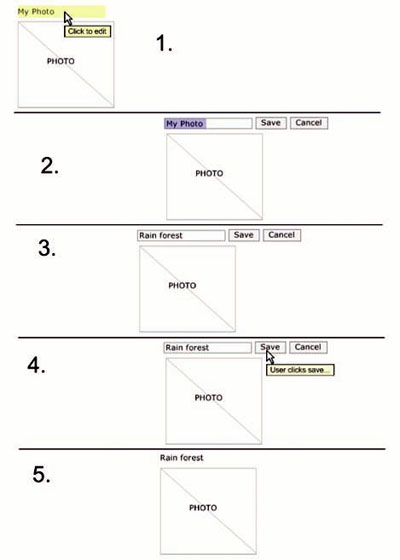 My Photo
Click to edit
1.
PHOTO
My Photo Save Cancel
2.
PHOTO
3.
Rain forest Save Cancel
PHOTO
Rain forest Save Cancel
4.
User clicks save...
PHOTO
Rain forest
5.
PHOTO